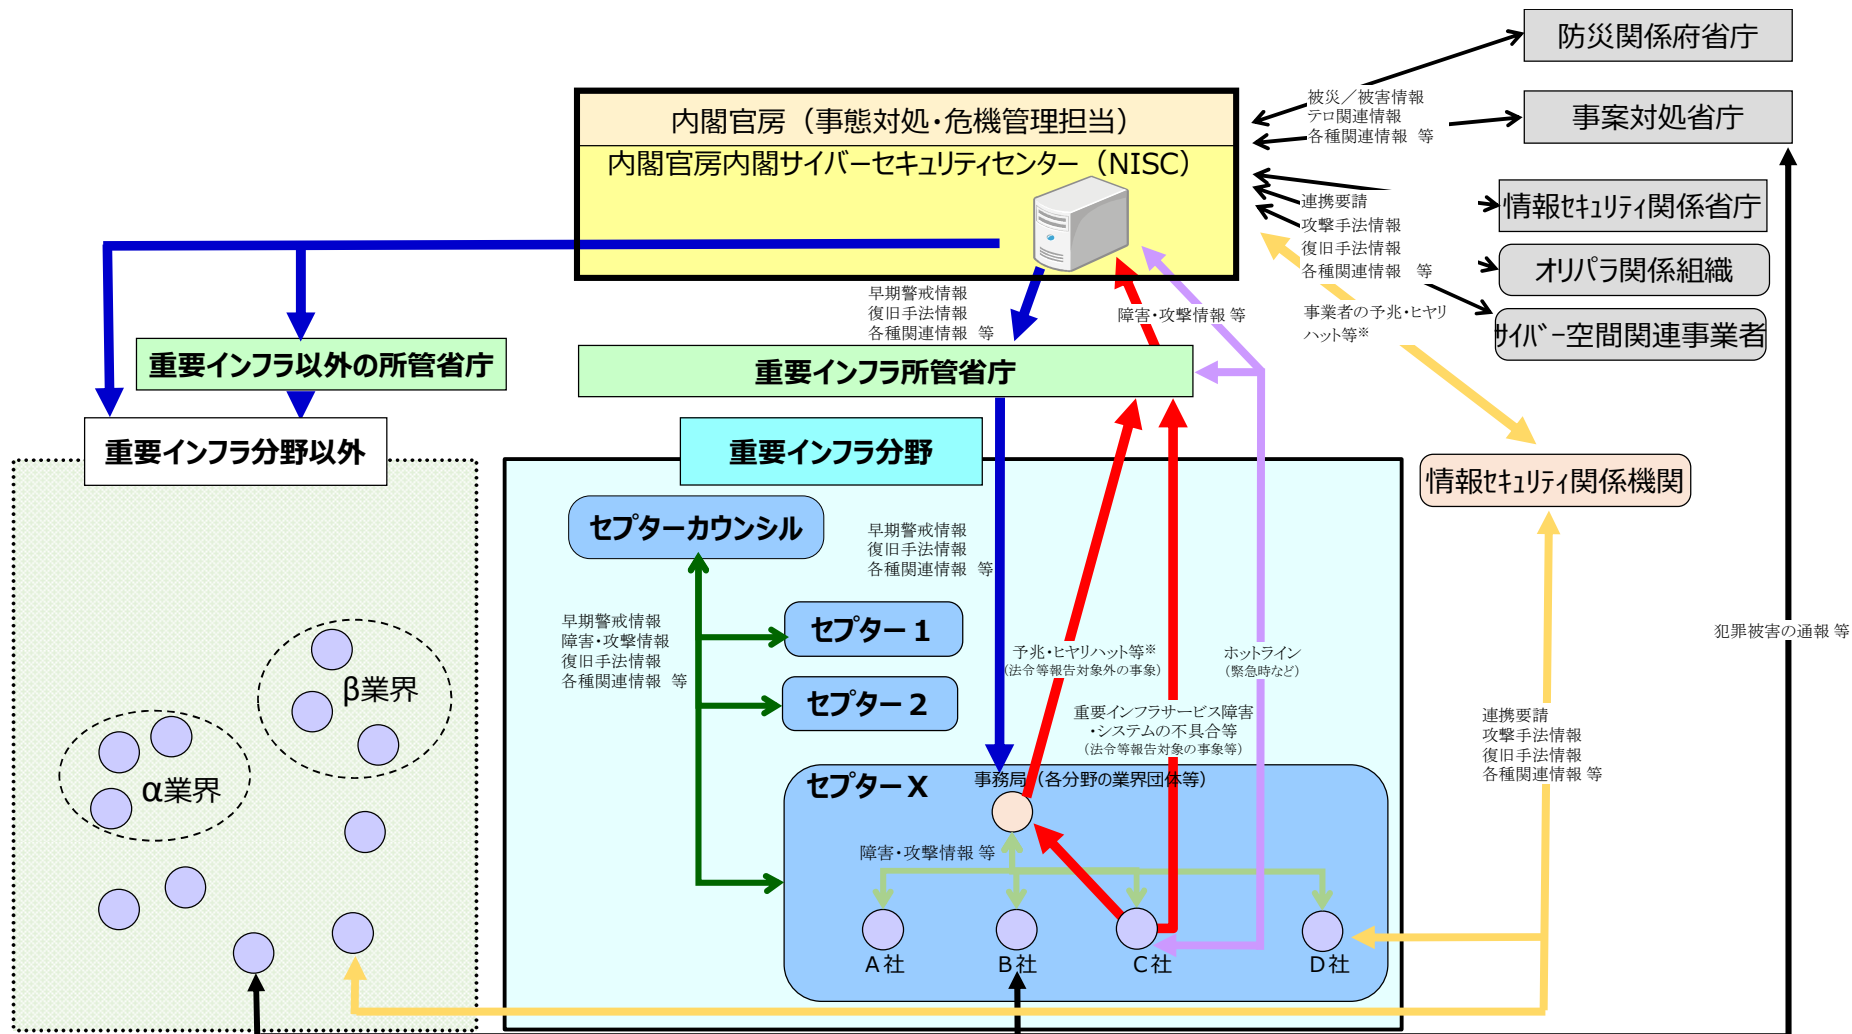 防災関係府省庁
内閣官房（事態対処・危機管理担当）
被災／被害情報
テロ関連情報
各種関連情報　等
事案対処省庁
内閣官房内閣サイバーセキュリティセンター（NISC）
連携要請
攻撃手法情報
復旧手法情報
各種関連情報　等
情報ｾｷｭﾘﾃｨ関係省庁
オリパラ関係組織
ｻｲﾊﾞｰ空間関連事業者
早期警戒情報
復旧手法情報
各種関連情報　等
障害・攻撃情報 等
事業者の予兆・ヒヤリ
ハット等※
重要インフラ以外の所管省庁
重要インフラ所管省庁
重要インフラ分野以外
重要インフラ分野
情報ｾｷｭﾘﾃｨ関係機関
セプターカウンシル
早期警戒情報
復旧手法情報
各種関連情報　等
早期警戒情報
障害・攻撃情報
復旧手法情報
各種関連情報　等
セプター１
セプター２
予兆・ヒヤリハット等※
（法令等報告対象外の事象）
ホットライン
（緊急時など）
犯罪被害の通報 等
重要インフラサービス障害
・システムの不具合等
（法令等報告対象の事象等）
連携要請
攻撃手法情報
復旧手法情報
各種関連情報 等
β業界
α業界
セプターＸ
事務局（各分野の業界団体等）
障害・攻撃情報 等
Ａ社
Ｂ社
Ｃ社
Ｄ社